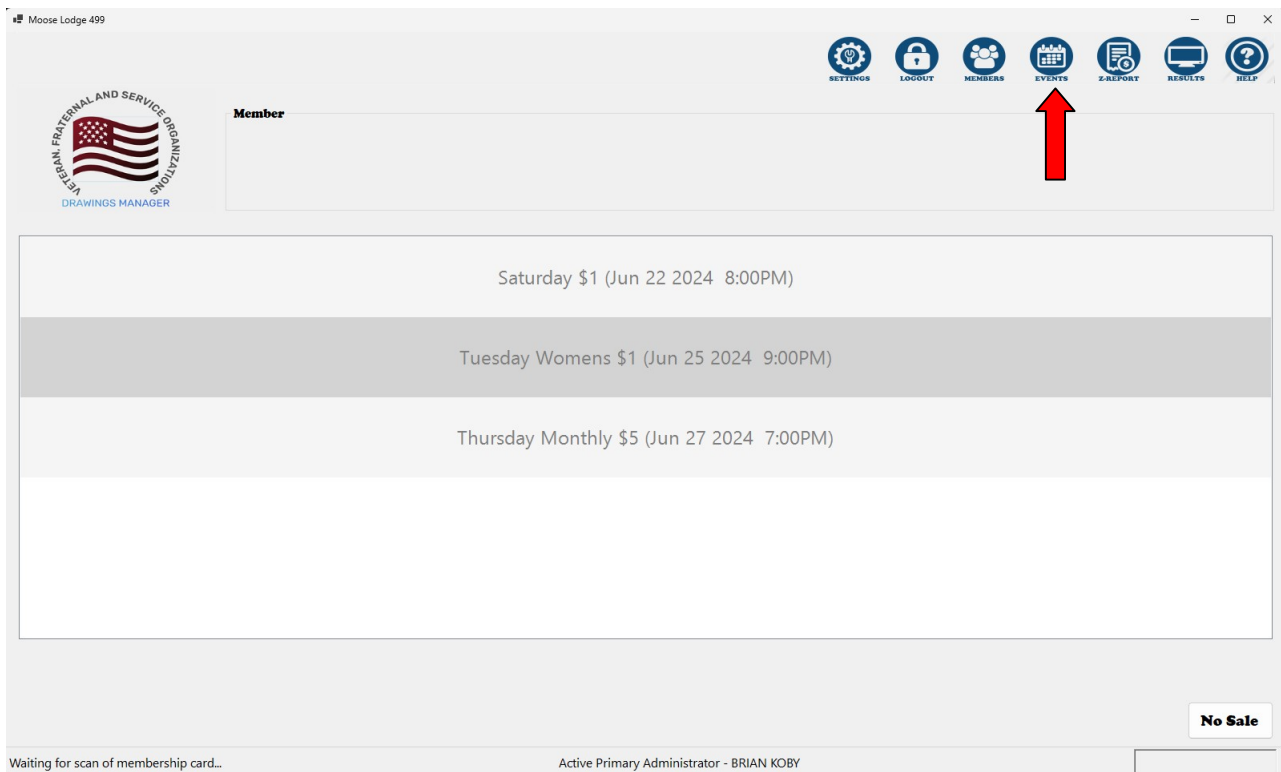 Moose Lodge 499
SETTINGS
LOGOUT
MEMBERS
EVENTS
Z-REPORT
RESULTS
HELP
VETERAN, FRATERNAL AND SERVICE ORGANIZATIONS
DRAWINGS MANAGER
Member
Saturday $1 (Jun 22 2024  8:00PM)
Tuesday Womens $1 (Jun 25 2024  9:00PM)
Thursday Monthly $5 (Jun 27 2024  7:00PM)
No Sale
Waiting for scan of membership card...
Active Primary Administrator - BRIAN KOBY